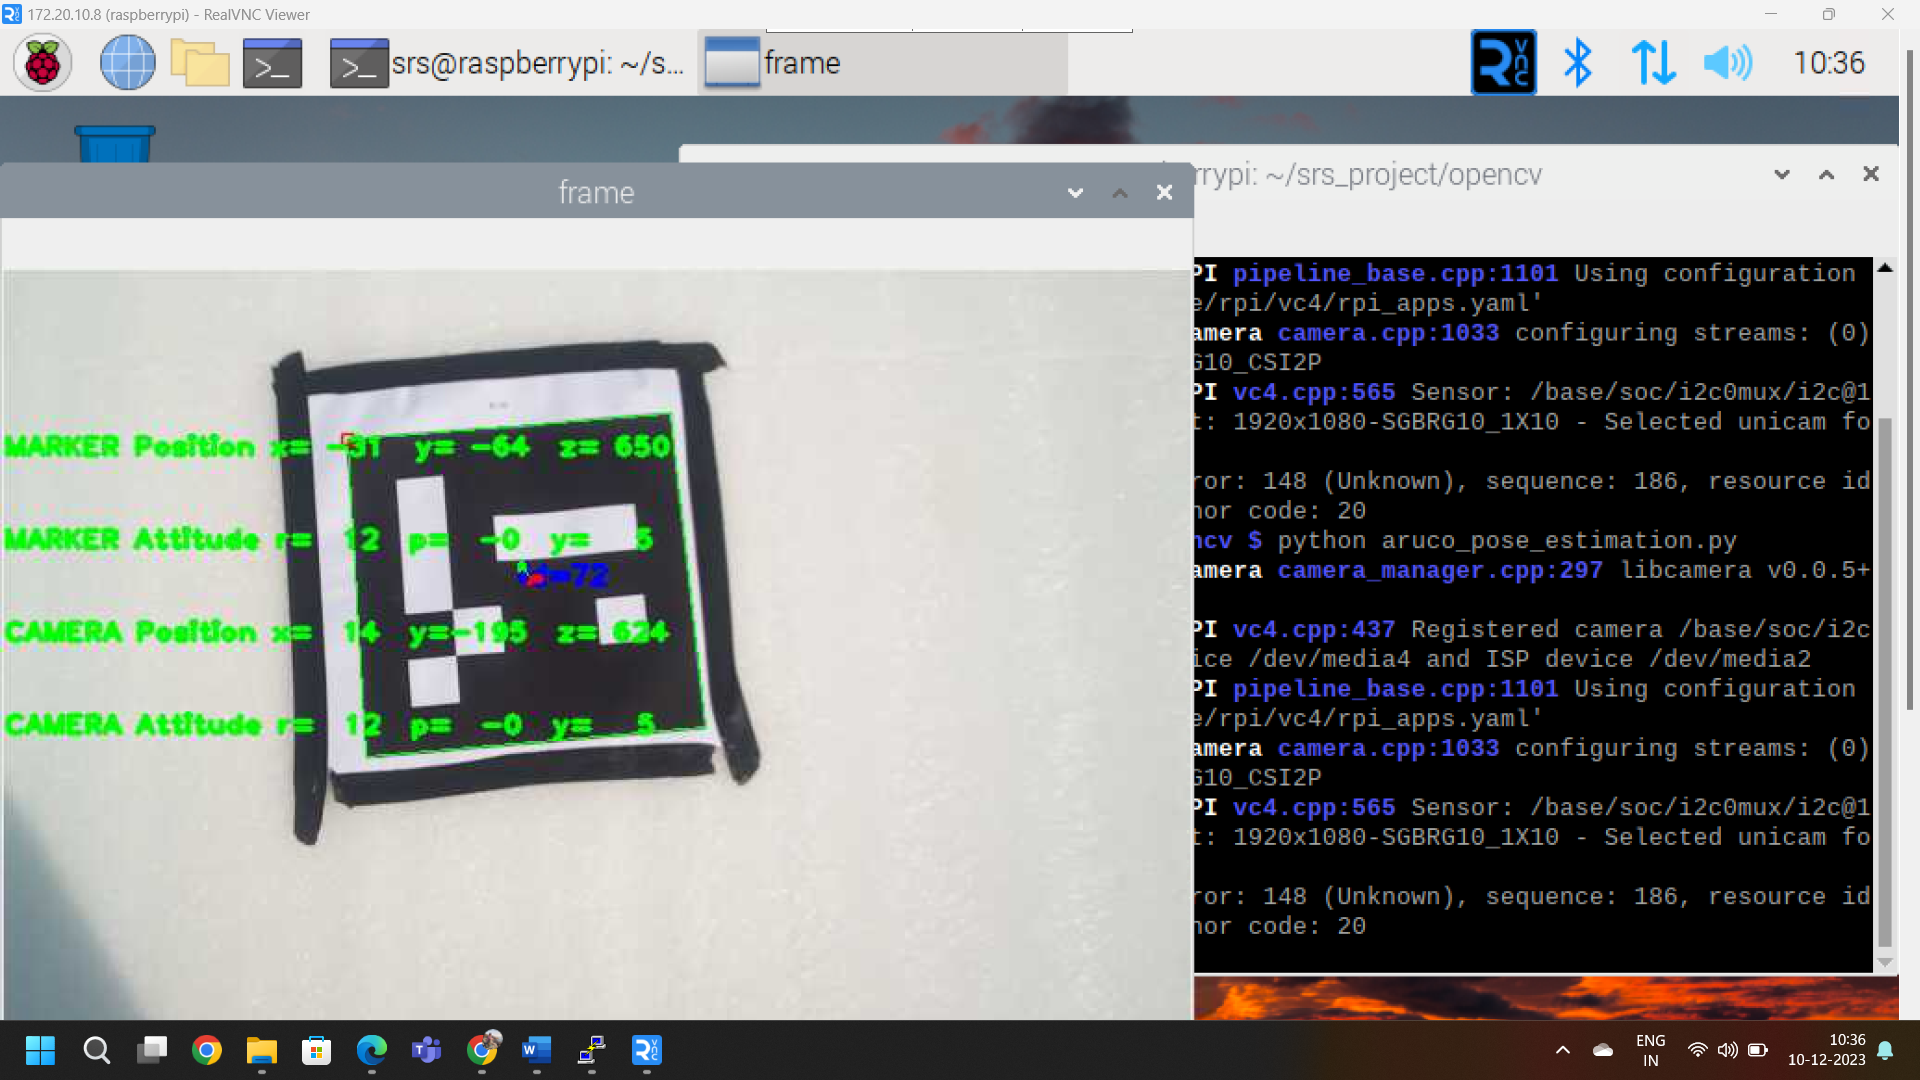 172.20.10.8 (raspberrypi) - RealVNC Viewer
srs@raspberrypi: ~/s...
frame
10:36
frame
rrypi: ~/srs_project/opencv
PI pipeline_base.cpp:1101 Using configuration
e/rpi/vc4/rpi_apps.yaml'
amera camera.cpp:1033 configuring streams: (0)
G10_CSI2P
PI vc4.cpp:565 Sensor: /base/soc/i2c0mux/i2c@1
t: 1920x1080-SGBRG10_1X10 - Selected unicam fo
ror: 148 (Unknown), sequence: 186, resource id
nor code: 20
ncv $ python aruco_pose_estimation.py
amera camera_manager.cpp:297 libcamera v0.0.5+
PI vc4.cpp:437 Registered camera /base/soc/i2c
ice /dev/media4 and ISP device /dev/media2
PI pipeline_base.cpp:1101 Using configuration
e/rpi/vc4/rpi_apps.yaml'
amera camera.cpp:1033 configuring streams: (0)
G10_CSI2P
PI vc4.cpp:565 Sensor: /base/soc/i2c0mux/i2c@1
t: 1920x1080-SGBRG10_1X10 - Selected unicam fo
ror: 148 (Unknown), sequence: 186, resource id
nor code: 20
MARKER Position x= -31 y= -64 z= 650
MARKER Attitude r= 12 p= -0 y= 5
id=72
CAMERA Position x= 14 y=-195 z= 624
CAMERA Attitude r= 12 p= -0 y= 5
ENG
IN
10:36
10-12-2023